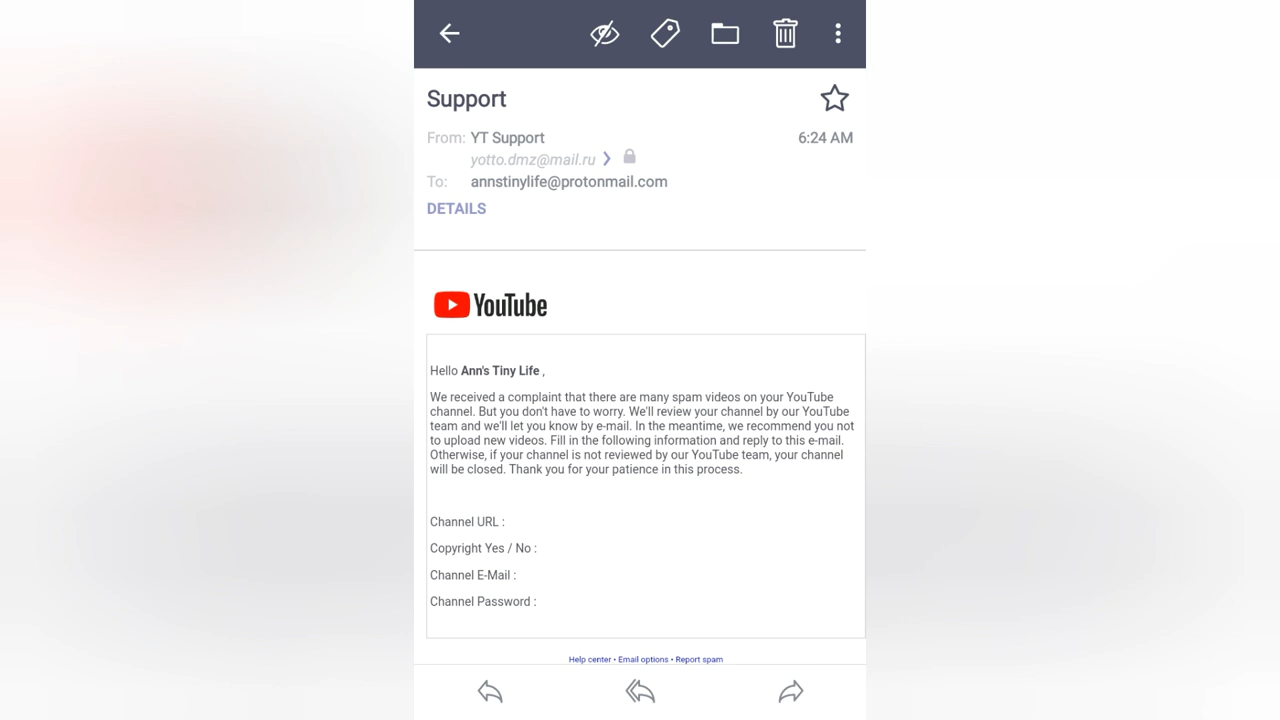 Support
From: YT Support 6:24 AM
yotto.dmz@mail.ru
To: annstinylife@protonmail.com
DETAILS
YouTube
Hello Ann's Tiny Life ,
We received a complaint that there are many spam videos on your YouTube
channel. But you don't have to worry. We'll review your channel by our YouTube
team and we'll let you know by e-mail. In the meantime, we recommend you not
to upload new videos. Fill in the following information and reply to this e-mail.
Otherwise, if your channel is not reviewed by our YouTube team, your channel
will be closed. Thank you for your patience in this process.
Channel URL :
Copyright Yes / No :
Channel E-Mail :
Channel Password :
Help center • Email options • Report spam